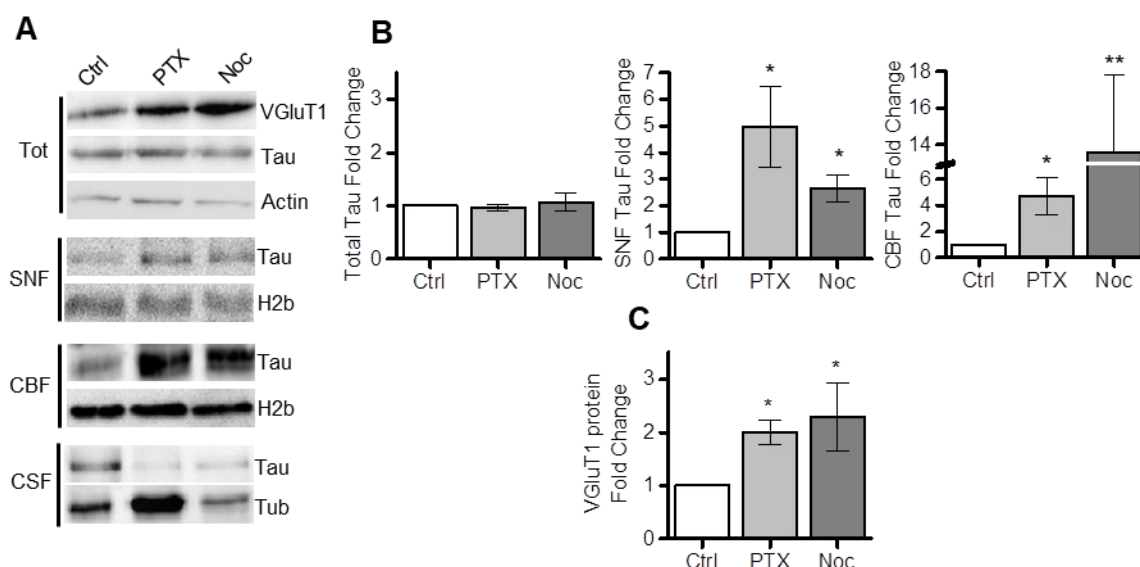 A
Ctrl PTX Noc
Tot
VGluT1
Tau
Actin
SNF
Tau
H2b
CBF
Tau
H2b
CSF
Tau
Tub
B
Total Tau Fold Change
3
2
1
0
Ctrl PTX Noc
SNF Tau Fold Change
7
6
5
4
3
2
1
0
*
*
Ctrl PTX Noc
CBF Tau Fold Change
18
16
14
6
4
2
0
*
**
Ctrl PTX Noc
C
VGluT1 protein
Fold Change
3
2
1
0
*
*
Ctrl PTX Noc